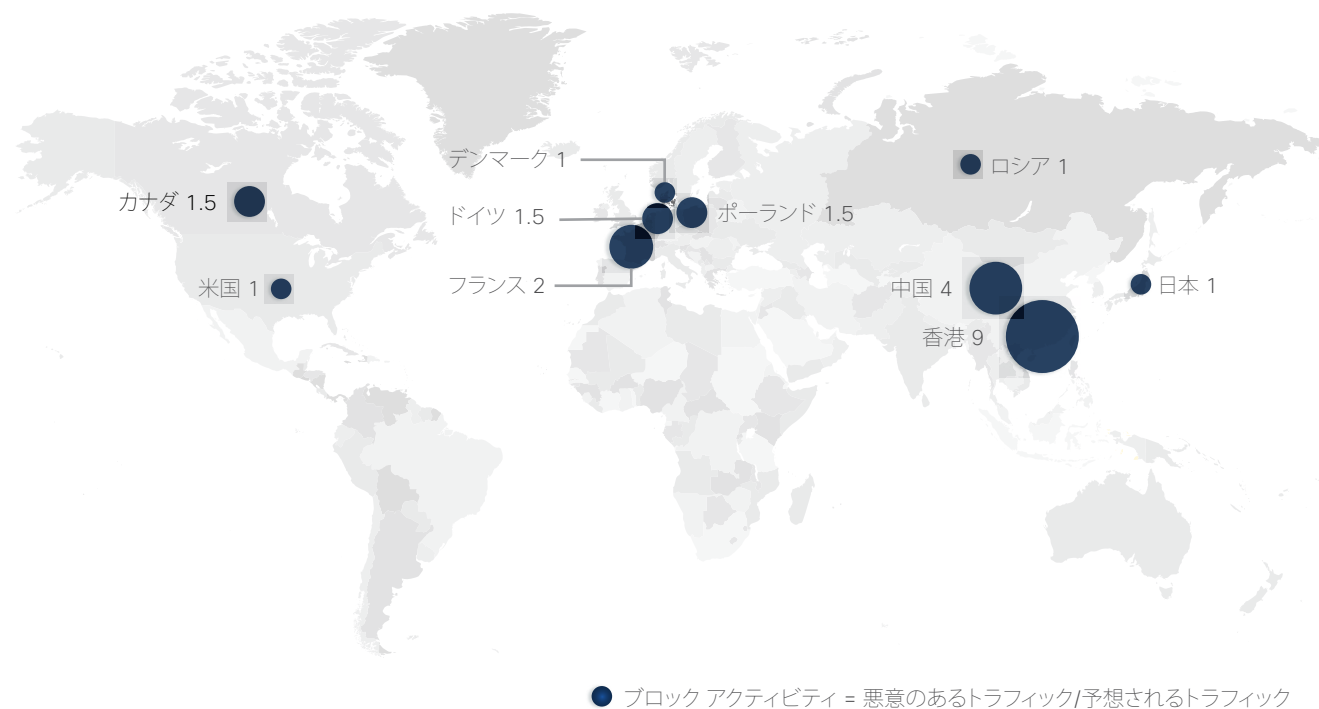 デンマーク 1
ロシア 1
カナダ 1.5
ドイツ 1.5
ポーランド 1.5
米国 1
フランス 2
中国 4
日本 1
香港 9
ブロック アクティビティ = 悪意のあるトラフィック/予想されるトラフィック